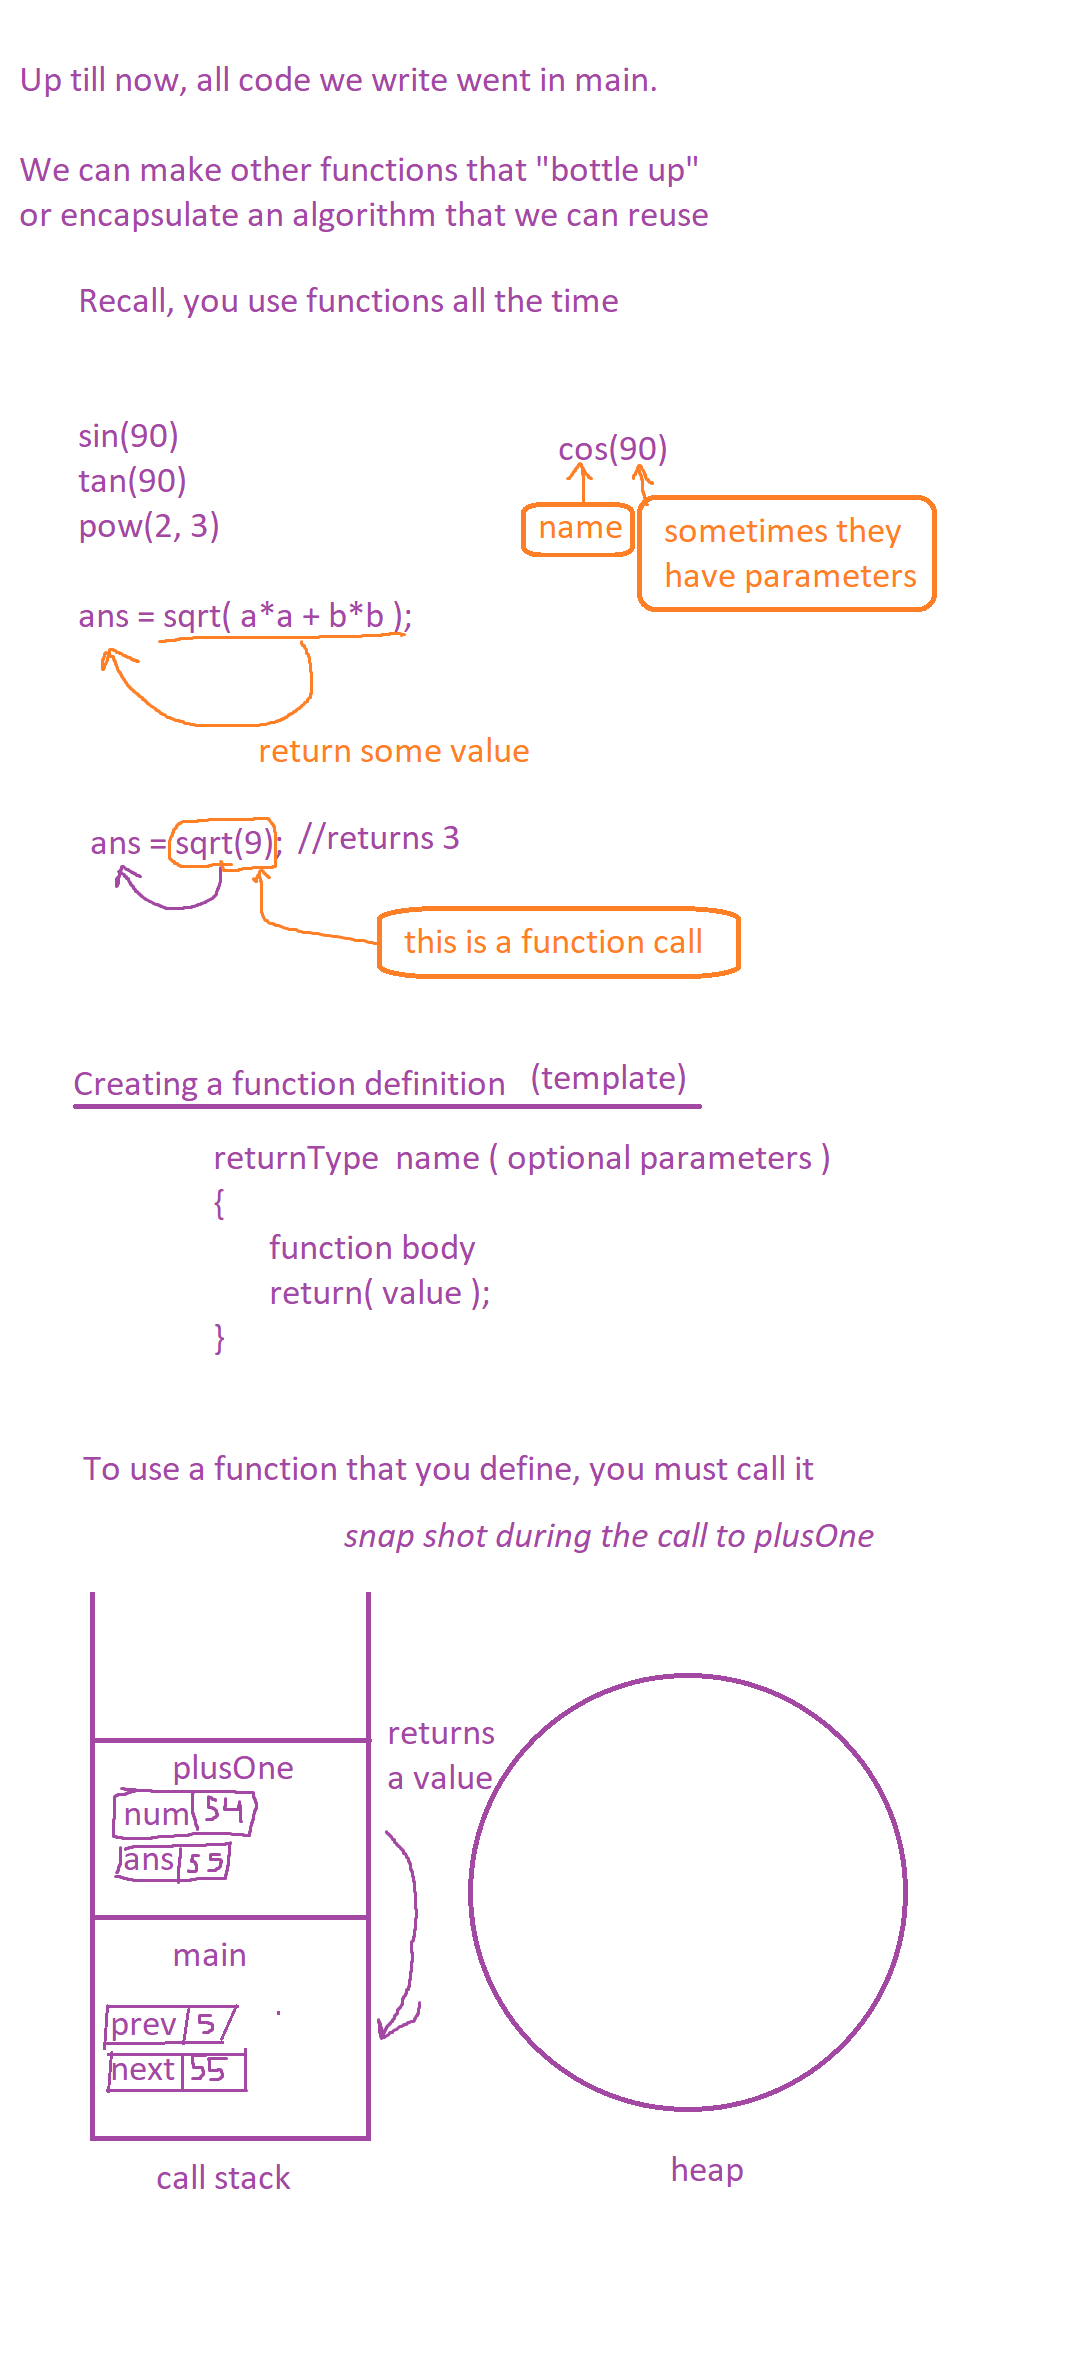 Up till now, all code we write went in main.
We can make other functions that "bottle up"
or encapsulate an algorithm that we can reuse
Recall, you use functions all the time
sin(90)
tan(90)
pow(2, 3)
cos(90)
name
sometimes they
have parameters
ans = sqrt( a*a + b*b );
return some value
ans = sqrt(9);  //returns 3
this is a function call
Creating a function definition (template)
returnType  name ( optional parameters )
{
function body
return( value );
}
To use a function that you define, you must call it
snap shot during the call to plusOne
returns
a value
plusOne
num 54
ans 55
main
prev 5
next 55
call stack
heap